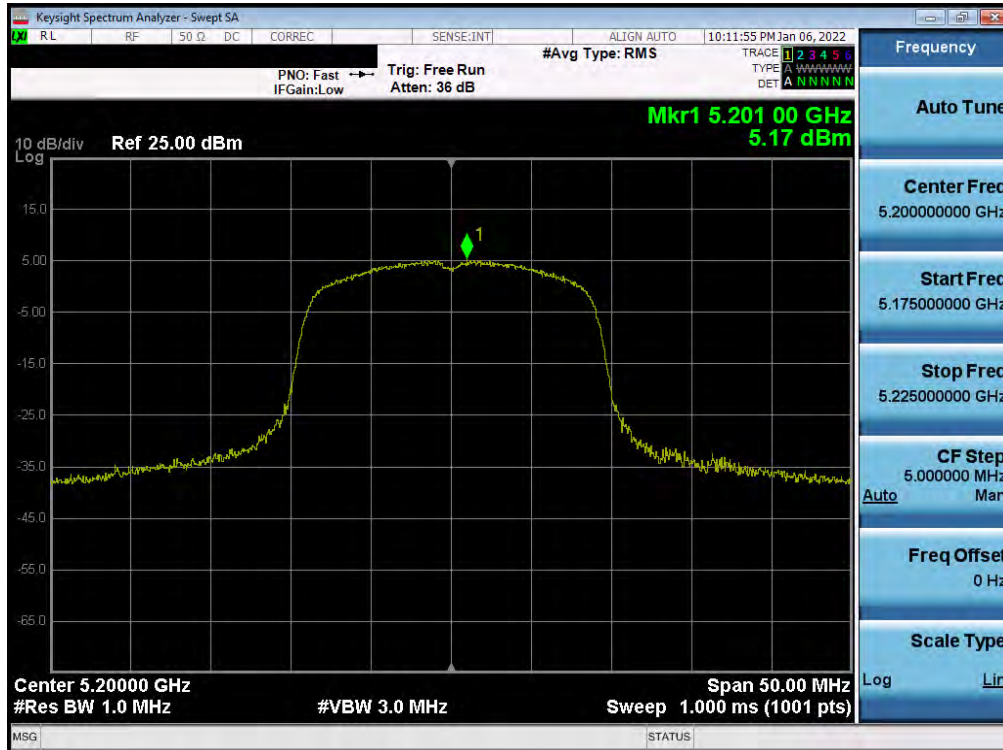 Keysight Spectrum Analyzer - Swept SA
LXI RL RF 50 Ω DC CORREC SENSE:INT ALIGN AUTO 10:11:55 PM Jan 06, 2022
#Avg Type: RMS
TRACE 1 2 3 4 5 6
PNO: Fast Trig: Free Run
TYPE A WWWWW
IFGain:Low Atten: 36 dB
DET A N N N N N
Mkr1 5.201 00 GHz
5.17 dBm
10 dB/div Ref 25.00 dBm
Log
15.0
5.00
-5.00
-15.0
-25.0
-35.0
-45.0
-55.0
-65.0
1
Center 5.20000 GHz
Span 50.00 MHz
#Res BW 1.0 MHz
#VBW 3.0 MHz
Sweep 1.000 ms (1001 pts)
MSG
STATUS
Frequency
Auto Tune
Center Freq
5.200000000 GHz
Start Freq
5.175000000 GHz
Stop Freq
5.225000000 GHz
CF Step
5.000000 MHz
Auto Man
Freq Offset
0 Hz
Scale Type
Log Lin